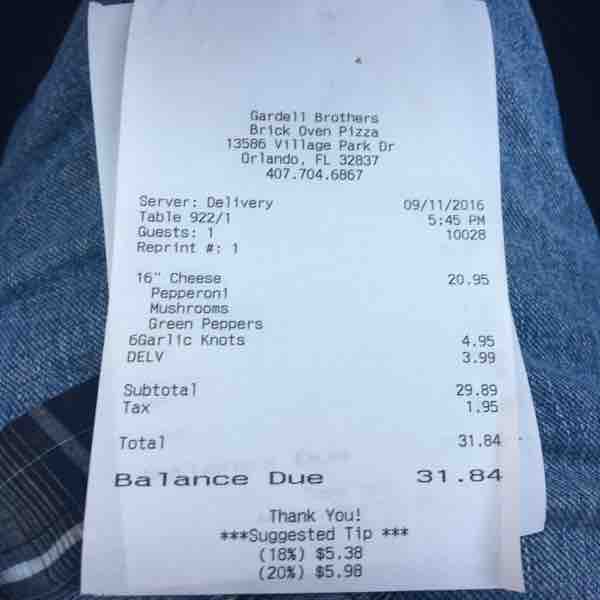 Gardell Brothers
Brick Oven Pizza
13586 Village Park Dr
Orlando, FL 32837
407.704.6867
Server: Delivery 09/11/2016
Table 922/1 5:45 PM
Guests: 1 10028
Reprint #: 1
16" Cheese 20.95
Pepperoni
Mushrooms
Green Peppers
6Garlic Knots 4.95
DELV 3.99
Subtotal 29.89
Tax 1.95
Total 31.84
Balance Due 31.84
Thank You!
***Suggested Tip ***
(18%) $5.38
(20%) $5.98